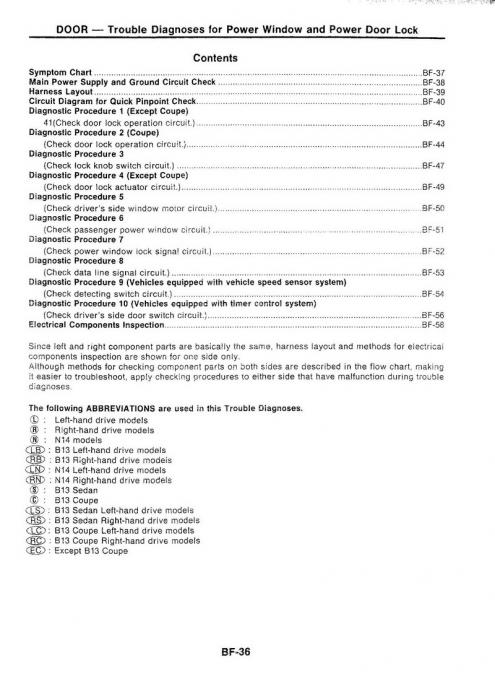 DOOR — Trouble Diagnoses for Power Window and Power Door Lock
Contents
Symptom Chart ........ BF-37
Main Power Supply and Ground Circuit Check ........ BF-38
Harness Layout ........ BF-39
Circuit Diagram for Quick Pinpoint Check ........ BF-40
Diagnostic Procedure 1 (Except Coupe)
41(Check door lock operation circuit.) ........ BF-43
Diagnostic Procedure 2 (Coupe)
(Check door lock operation circuit.) ........ BF-44
Diagnostic Procedure 3
(Check lock knob switch circuit.) ........ BF-47
Diagnostic Procedure 4 (Except Coupe)
(Check door lock actuator circuit.) ........ BF-49
Diagnostic Procedure 5
(Check driver's side window motor circuit.) ........ BF-50
Diagnostic Procedure 6
(Check passenger power window circuit.) ........ BF-51
Diagnostic Procedure 7
(Check power window lock signal circuit.) ........ BF-52
Diagnostic Procedure 8
(Check data line signal circuit.) ........ BF-53
Diagnostic Procedure 9 (Vehicles equipped with vehicle speed sensor system)
(Check detecting switch circuit.) ........ BF-54
Diagnostic Procedure 10 (Vehicles equipped with timer control system)
(Check driver's side door switch circuit.) ........ BF-56
Electrical Components Inspection ........ BF-58
Since left and right component parts are basically the same, harness layout and methods for electrical
components inspection are shown for one side only.
Although methods for checking component parts on both sides are described in the flow chart, making
it easier to troubleshoot, apply checking procedures to either side that have malfunction during trouble
diagnoses.
The following ABBREVIATIONS are used in this Trouble Diagnoses.
Ⓛ : Left-hand drive models
Ⓡ : Right-hand drive models
Ⓝ : N14 models
LB : B13 Left-hand drive models
RB : B13 Right-hand drive models
LN : N14 Left-hand drive models
RN : N14 Right-hand drive models
Ⓢ : B13 Sedan
Ⓒ : B13 Coupe
LS : B13 Sedan Left-hand drive models
RS : B13 Sedan Right-hand drive models
LC : B13 Coupe Left-hand drive models
RC : B13 Coupe Right-hand drive models
EC : Except B13 Coupe
BF-36